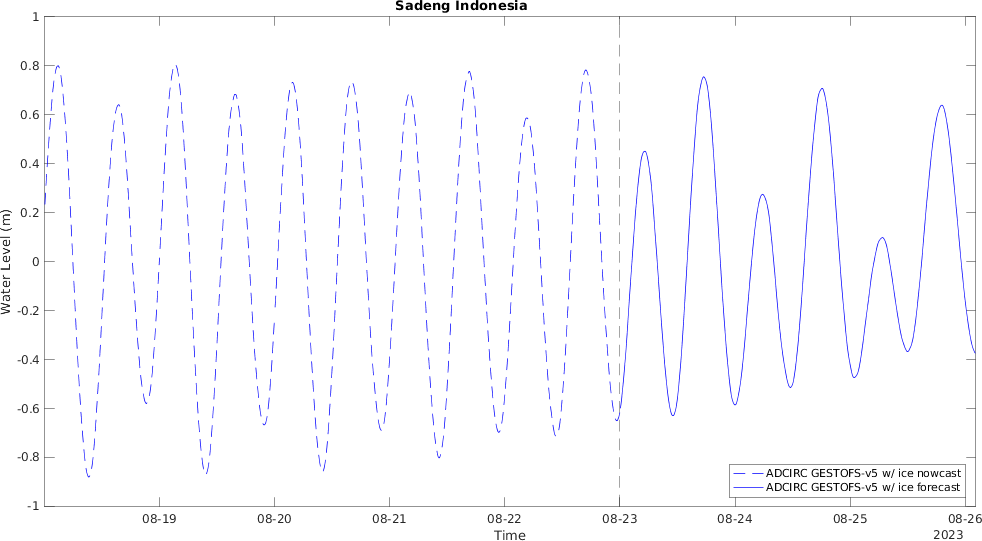 Sadeng Indonesia
1
0.8
0.6
0.4
0.2
0
-0.2
-0.4
-0.6
-0.8
-1
Water Level (m)
ADCIRC GESTOFS-v5 w/ ice nowcast
ADCIRC GESTOFS-v5 w/ ice forecast
08-19 08-20 08-21 08-22 08-23 08-24 08-25 08-26
Time
2023